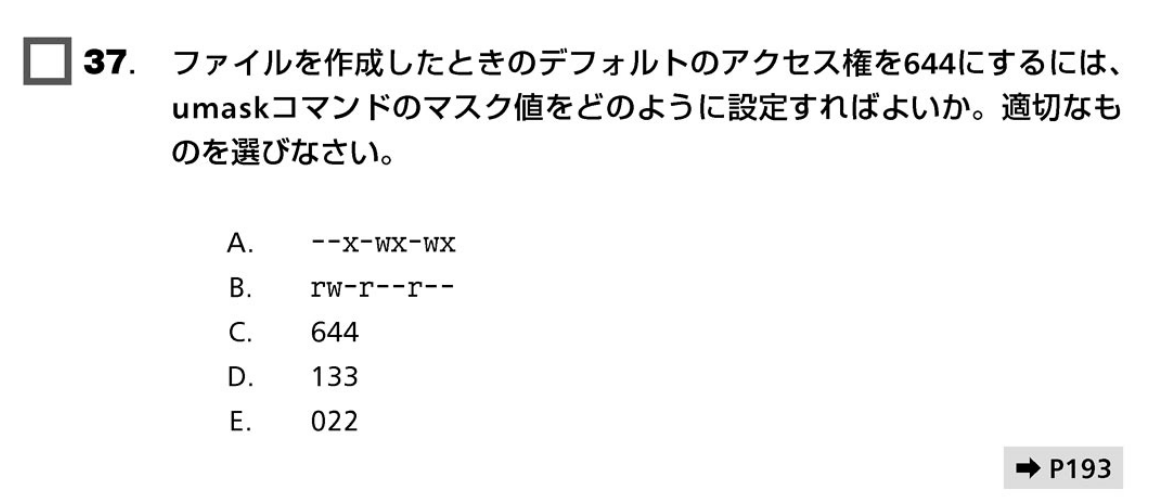 37. ファイルを作成したときのデフォルトのアクセス権を644にするには、
umaskコマンドのマスク値をどのように設定すればよいか。適切なも
のを選びなさい。
A. --x-wx-wx
B. rw-r--r--
C. 644
D. 133
E. 022
➡ P193